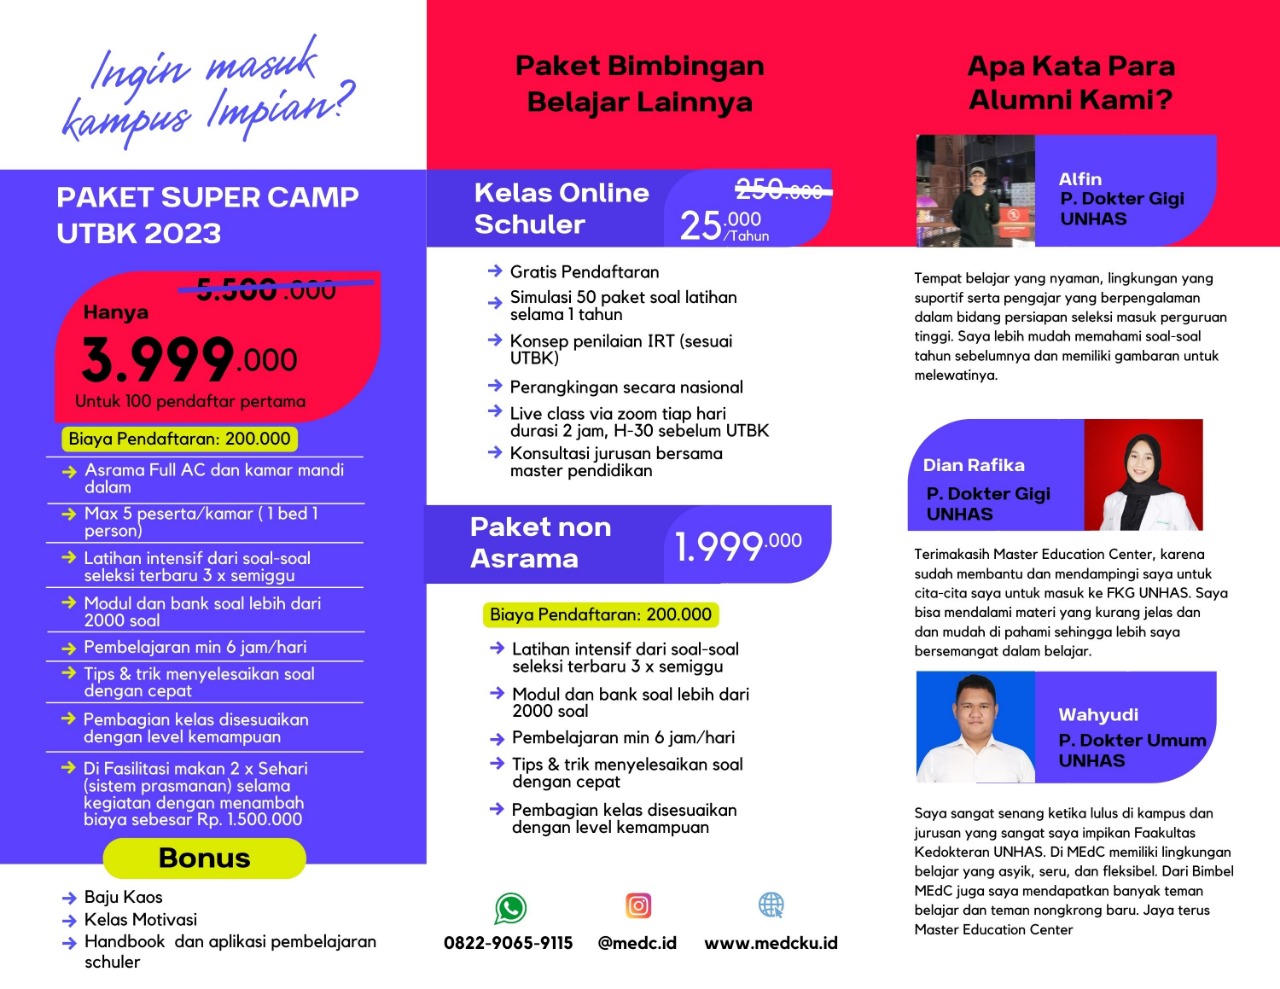 Ingin masuk
kampus Impian?
PAKET SUPER CAMP
UTBK 2023
5.500.000
Hanya
3.999.000
Untuk 100 pendaftar pertama
Biaya Pendaftaran: 200.000
Asrama Full AC dan kamar mandi
dalam
Max 5 peserta/kamar ( 1 bed 1
person)
Latihan intensif dari soal-soal
seleksi terbaru 3 x semiggu
Modul dan bank soal lebih dari
2000 soal
Pembelajaran min 6 jam/hari
Tips & trik menyelesaikan soal
dengan cepat
Pembagian kelas disesuaikan
dengan level kemampuan
Di Fasilitasi makan 2 x Sehari
(sistem prasmanan) selama
kegiatan dengan menambah
biaya sebesar Rp. 1.500.000
Bonus
Baju Kaos
Kelas Motivasi
Handbook dan aplikasi pembelajaran
schuler
Paket Bimbingan
Belajar Lainnya
Kelas Online
Schuler
250.000
25.000
/Tahun
Gratis Pendaftaran
Simulasi 50 paket soal latihan
selama 1 tahun
Konsep penilaian IRT (sesuai
UTBK)
Perangkingan secara nasional
Live class via zoom tiap hari
durasi 2 jam, H-30 sebelum UTBK
Konsultasi jurusan bersama
master pendidikan
Paket non
Asrama
1.999.000
Biaya Pendaftaran: 200.000
Latihan intensif dari soal-soal
seleksi terbaru 3 x semiggu
Modul dan bank soal lebih dari
2000 soal
Pembelajaran min 6 jam/hari
Tips & trik menyelesaikan soal
dengan cepat
Pembagian kelas disesuaikan
dengan level kemampuan
0822-9065-9115
@medc.id
www.medcku.id
Apa Kata Para
Alumni Kami?
Alfin
P. Dokter Gigi
UNHAS
Tempat belajar yang nyaman, lingkungan yang
suportif serta pengajar yang berpengalaman
dalam bidang persiapan seleksi masuk perguruan
tinggi. Saya lebih mudah memahami soal-soal
tahun sebelumnya dan memiliki gambaran untuk
melewatinya.
Dian Rafika
P. Dokter Gigi
UNHAS
Terimakasih Master Education Center, karena
sudah membantu dan mendampingi saya untuk
cita-cita saya untuk masuk ke FKG UNHAS. Saya
bisa mendalami materi yang kurang jelas dan
dan mudah di pahami sehingga lebih saya
bersemangat dalam belajar.
Wahyudi
P. Dokter Umum
UNHAS
Saya sangat senang ketika lulus di kampus dan
jurusan yang sangat saya impikan Faakultas
Kedokteran UNHAS. Di MEdC memiliki lingkungan
belajar yang asyik, seru, dan fleksibel. Dari Bimbel
MEdC juga saya mendapatkan banyak teman
belajar dan teman nongkrong baru. Jaya terus
Master Education Center